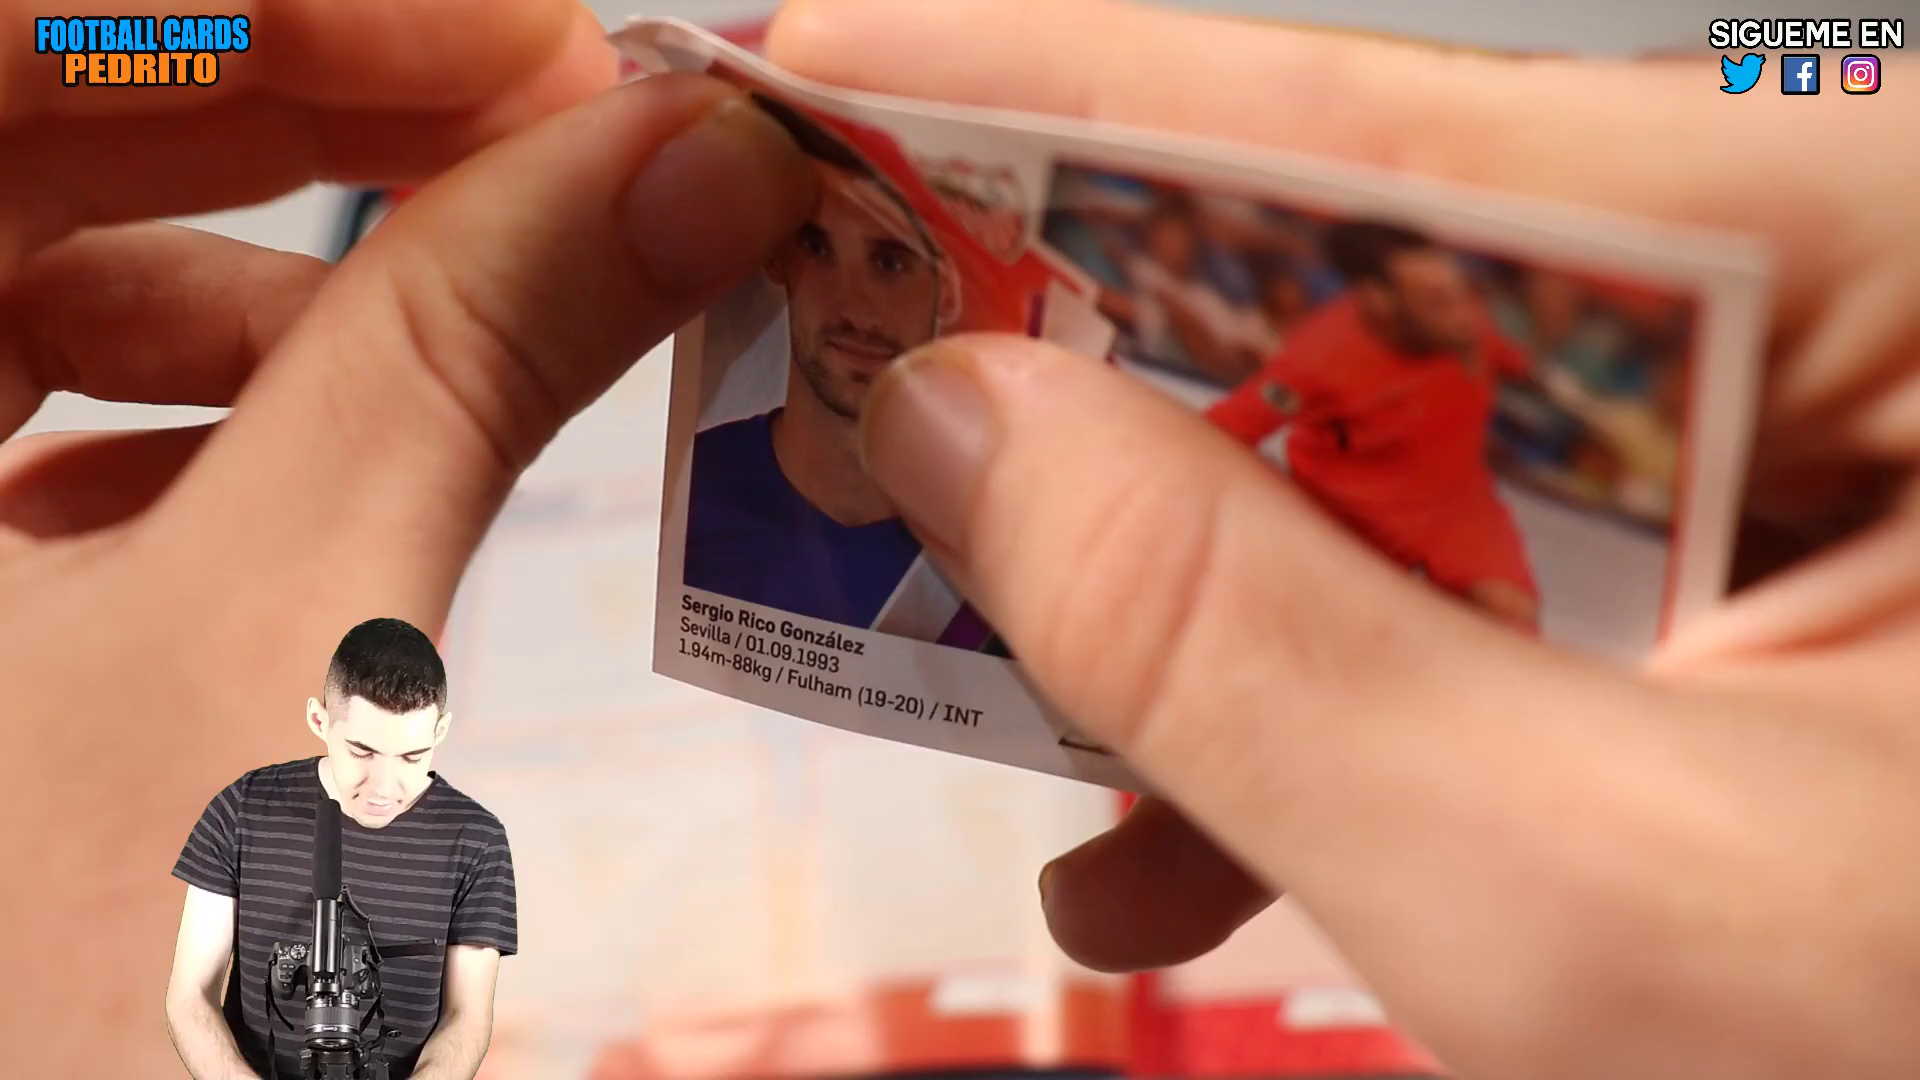 FOOTBALL CARDS
PEDRITO
SIGUEME EN
Sergio Rico González
Sevilla / 01.09.1993
1.94m-88kg / Fulham (19-20) / INT